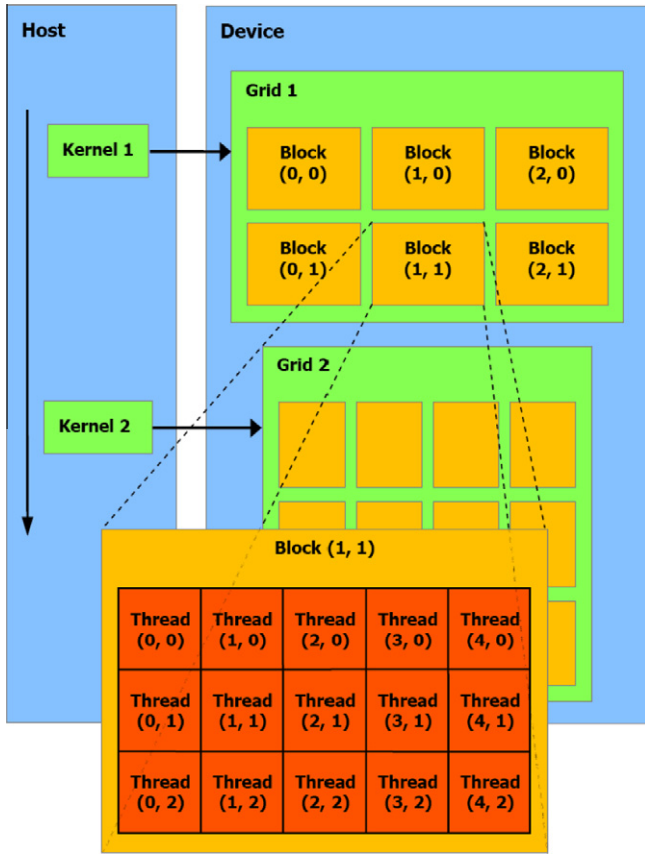 Host
Device
Grid 1
Kernel 1
Block
(0, 0)
Block
(1, 0)
Block
(2, 0)
Block
(0, 1)
Block
(1, 1)
Block
(2, 1)
Grid 2
Kernel 2
Block (1, 1)
Thread
(0, 0)
Thread
(1, 0)
Thread
(2, 0)
Thread
(3, 0)
Thread
(4, 0)
Thread
(0, 1)
Thread
(1, 1)
Thread
(2, 1)
Thread
(3, 1)
Thread
(4, 1)
Thread
(0, 2)
Thread
(1, 2)
Thread
(2, 2)
Thread
(3, 2)
Thread
(4, 2)